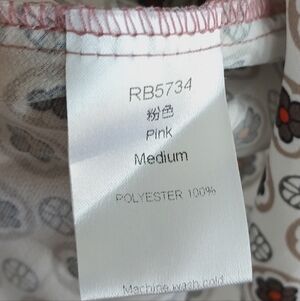 RB5734
粉色
Pink
Medium
POLYESTER 100%
Machine wash cold